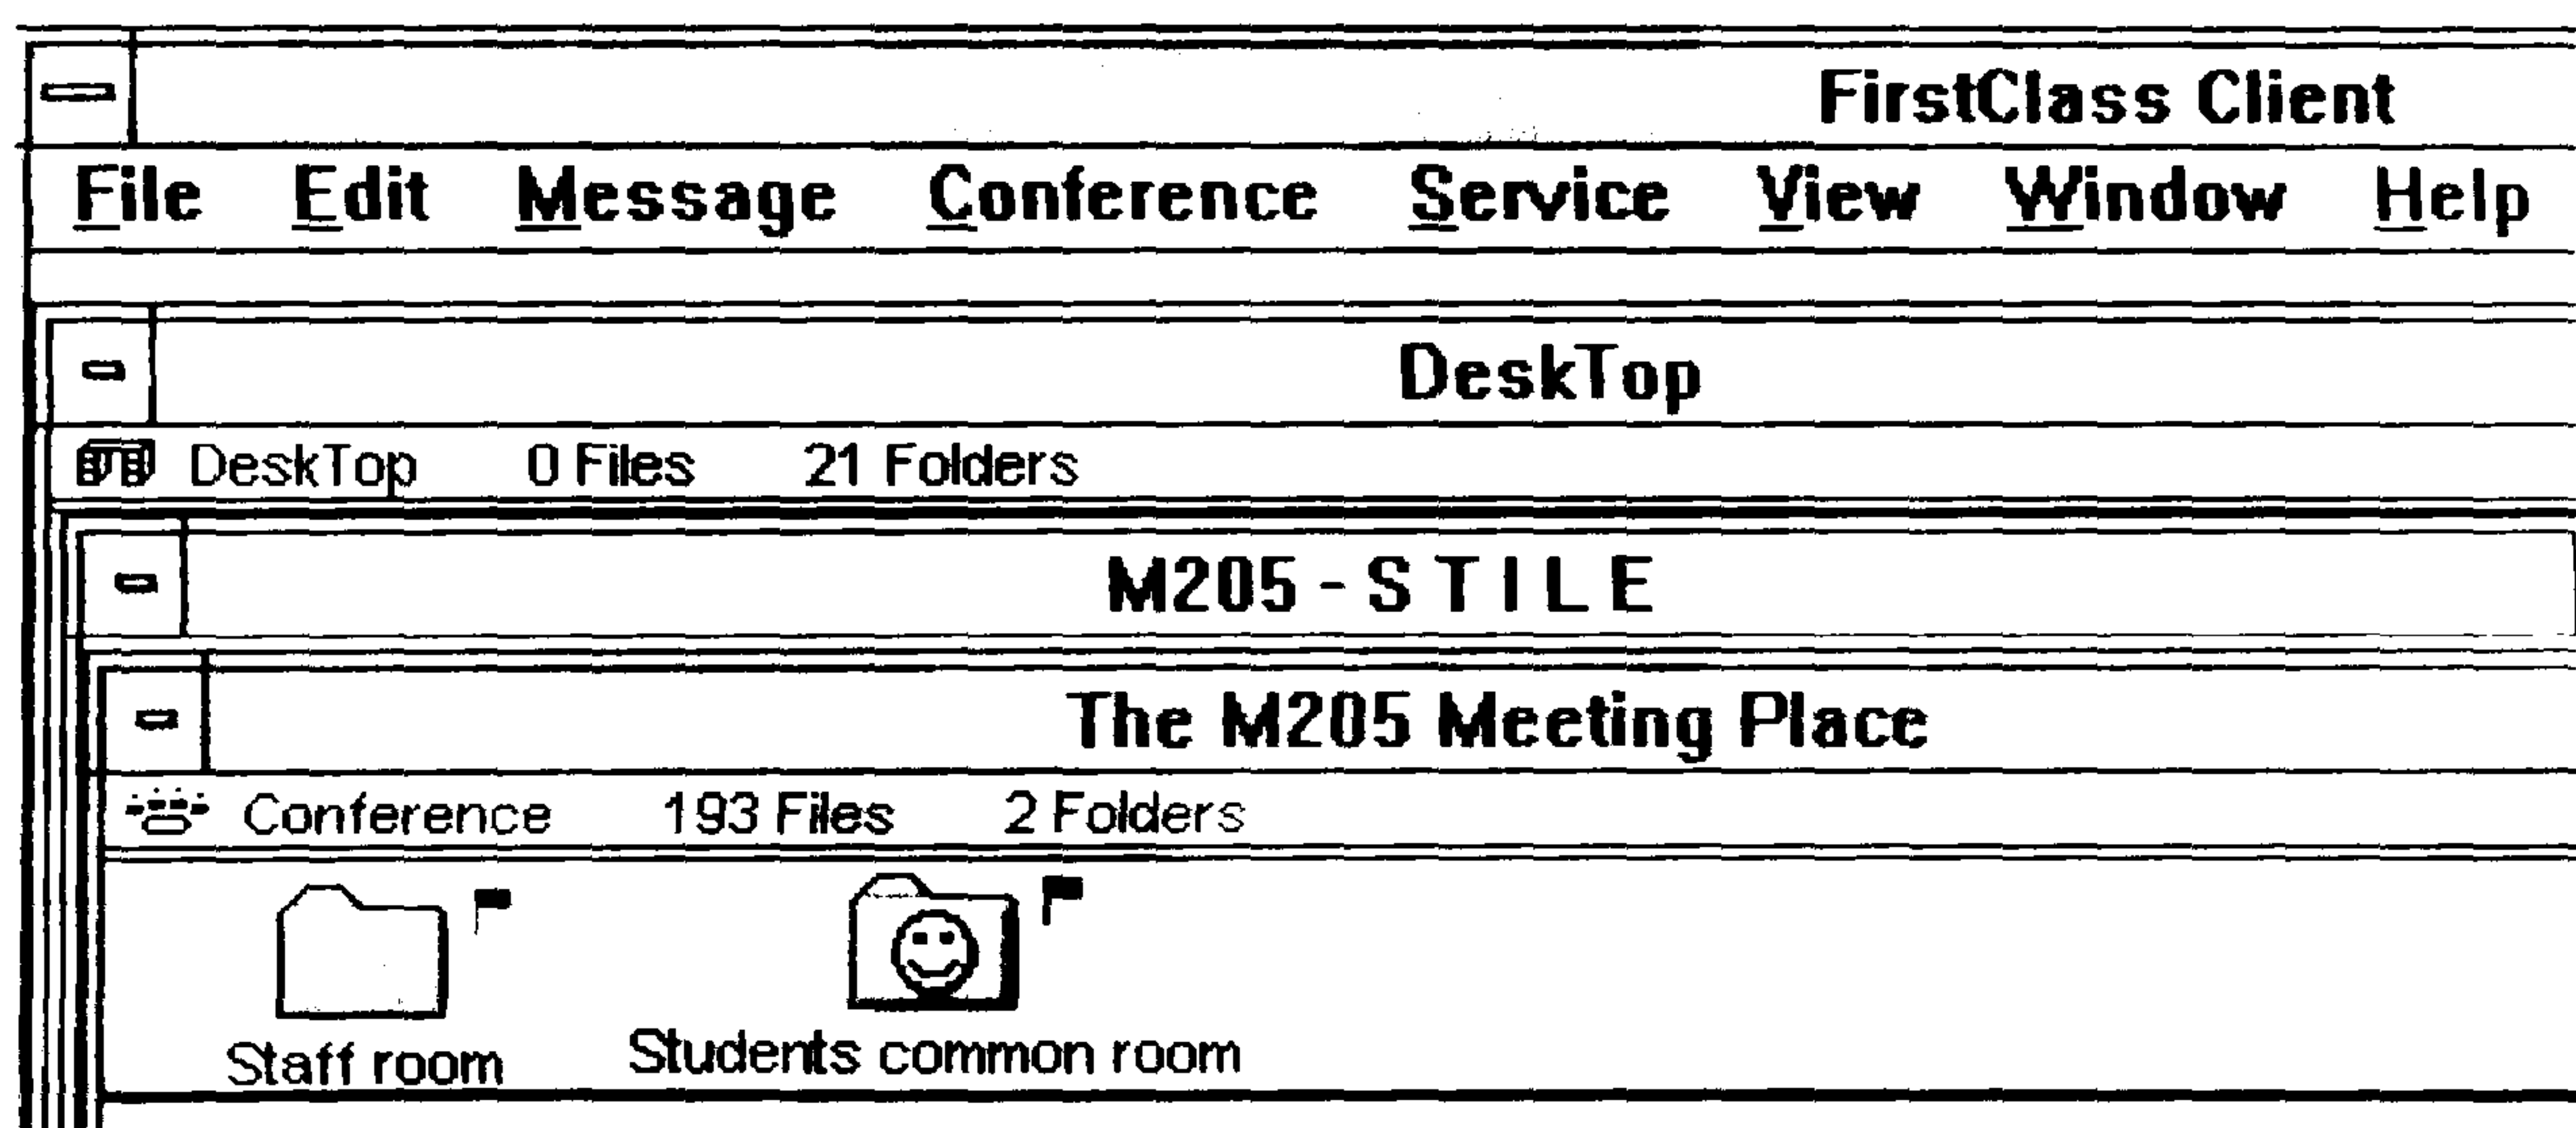 FirstClass Client
File Edit Message Conference Service View Window Help
DeskTop
DeskTop 0 Files 21 Folders
M205 - S T I L E
The M205 Meeting Place
Conference 193 Files 2 Folders
Staff room Students common room